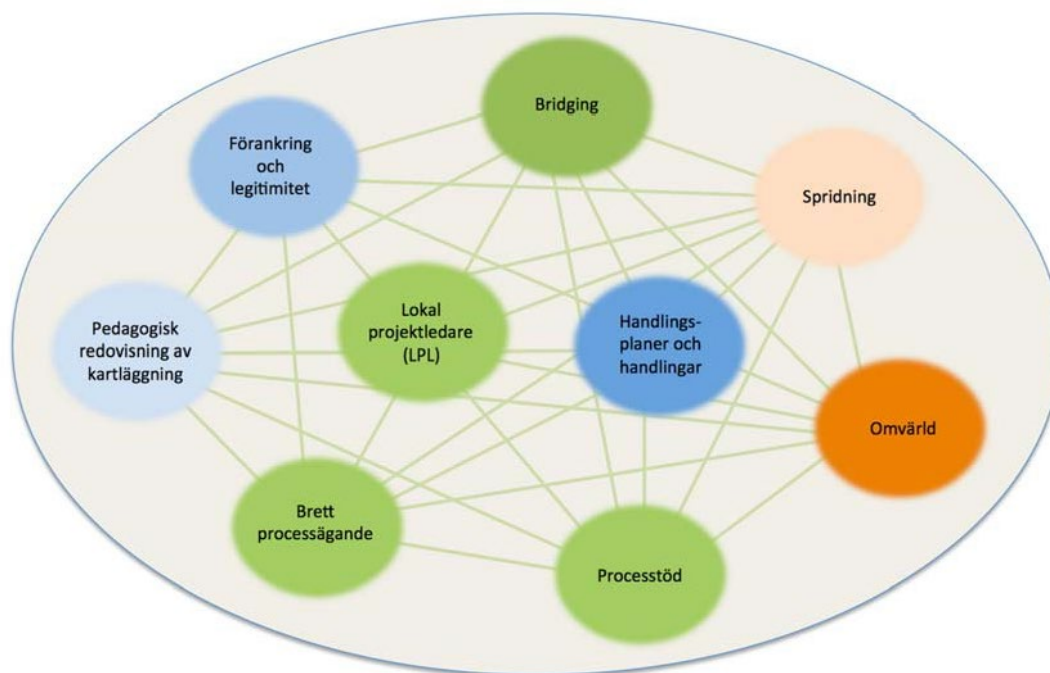 Bridging
Förankring
och
legitimitet
Spridning
Lokal
projektledare
(LPL)
Handlings-
planer och
handlingar
Pedagogisk
redovisning av
kartläggning
Omvärld
Brett
processägande
Processtöd